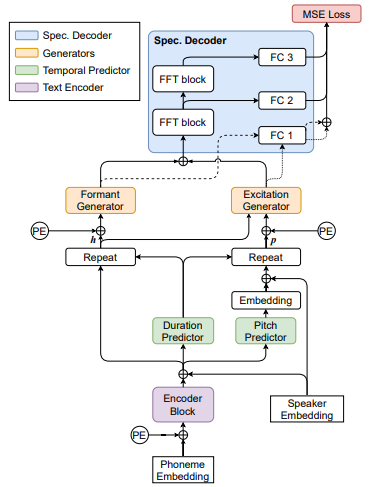 MSE Loss
Spec. Decoder
Generators
Temporal Predictor
Text Encoder
Spec. Decoder
FC 3
FFT block
FC 2
FFT block
FC 1
Formant
Generator
Excitation
Generator
PE
h
p
PE
Repeat
Repeat
Embedding
Duration
Predictor
Pitch
Predictor
Encoder
Block
Speaker
Embedding
PE
Phoneme
Embedding